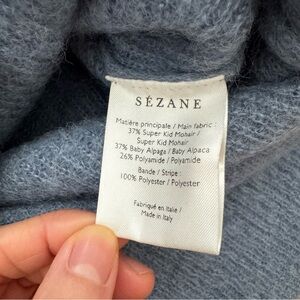 SÉZANE
Matière principale / Main fabric :
37% Super Kid Mohair /
Super Kid Mohair
37% Baby Alpaga / Baby Alpaca
26% Polyamide / Polyamide
Bande / Stripe :
100% Polyester / Polyester
Fabriqué en Italie /
Made in Italy